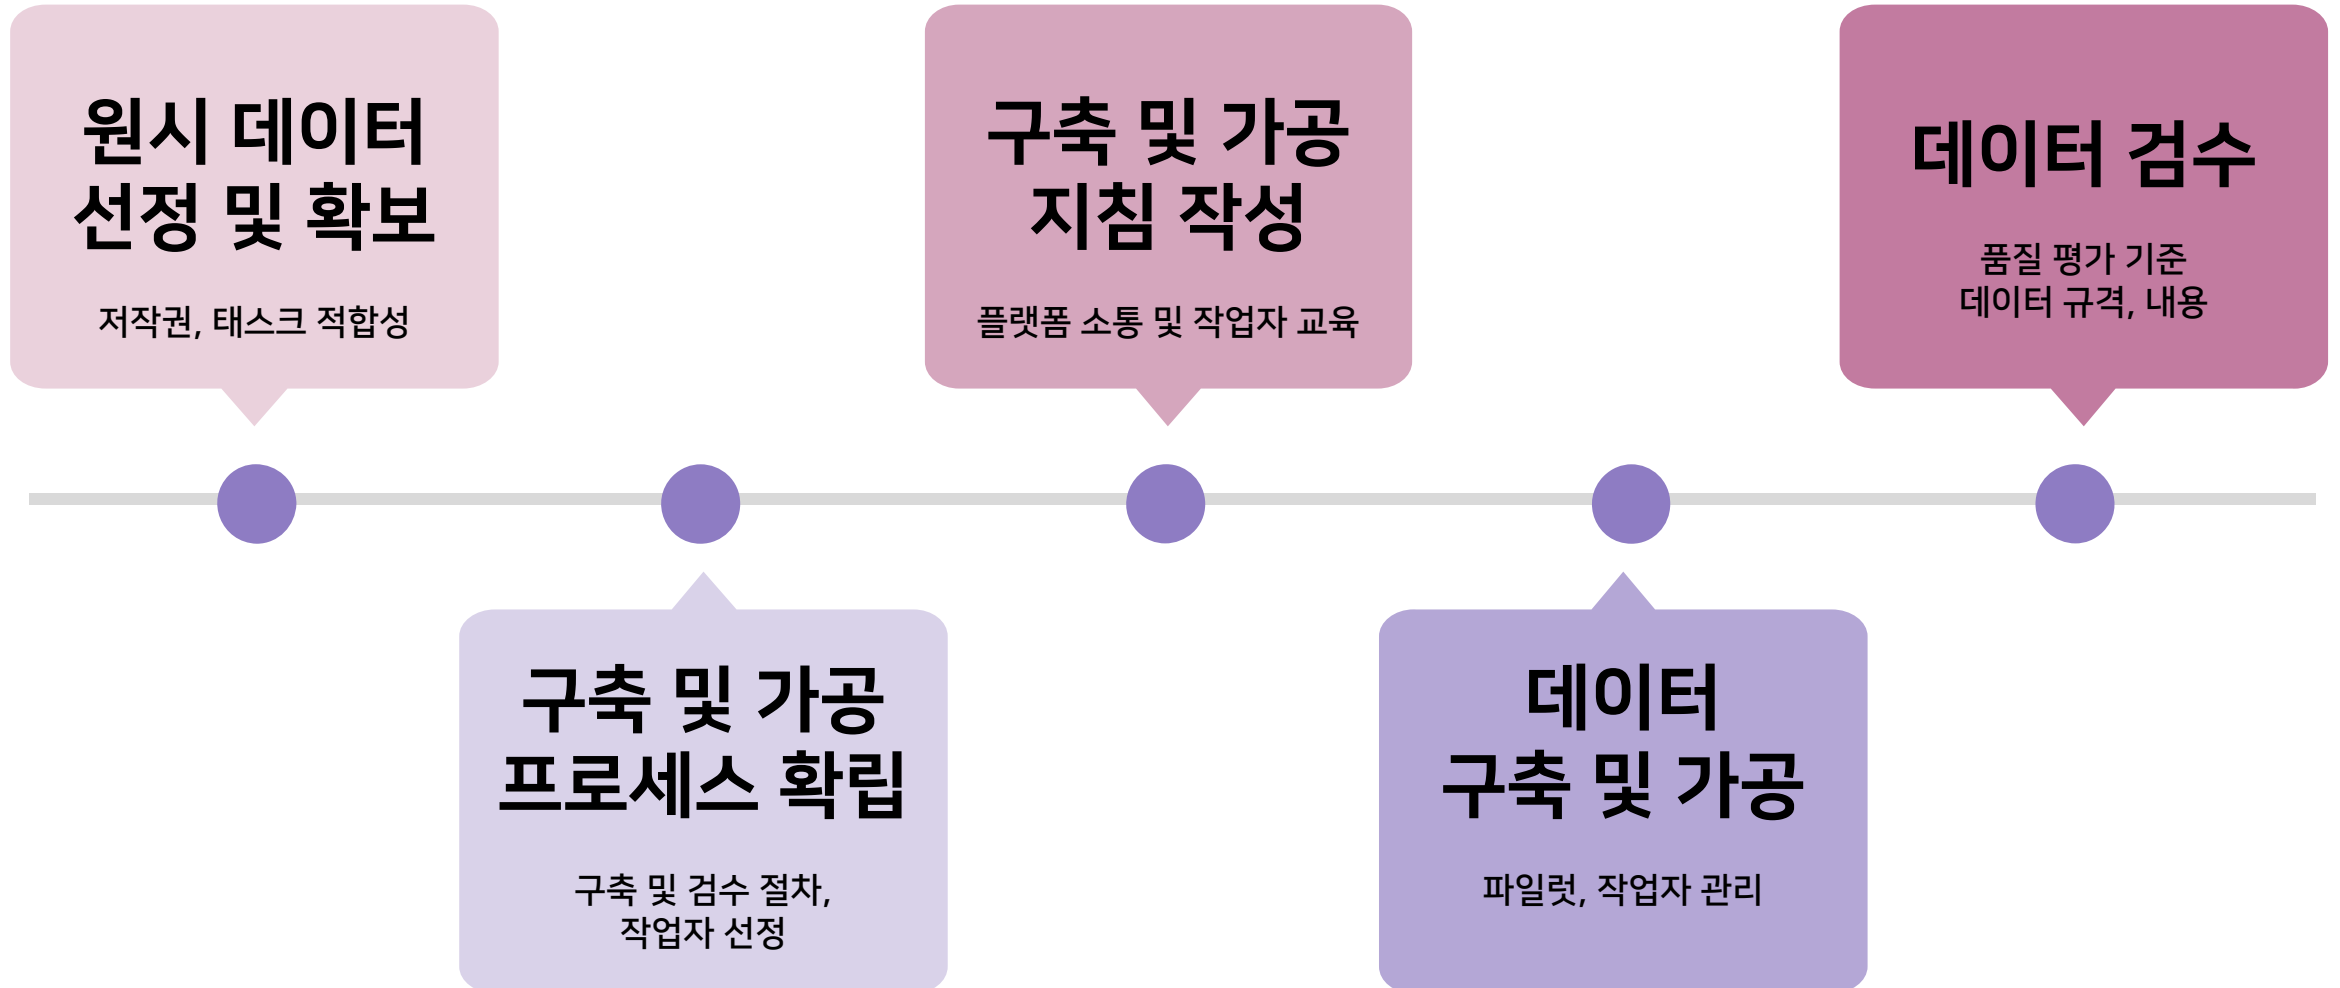 원시 데이터
선정 및 확보
저작권, 태스크 적합성
구축 및 가공
프로세스 확립
구축 및 검수 절차,
작업자 선정
구축 및 가공
지침 작성
플랫폼 소통 및 작업자 교육
데이터
구축 및 가공
파일럿, 작업자 관리
데이터 검수
품질 평가 기준
데이터 규격, 내용